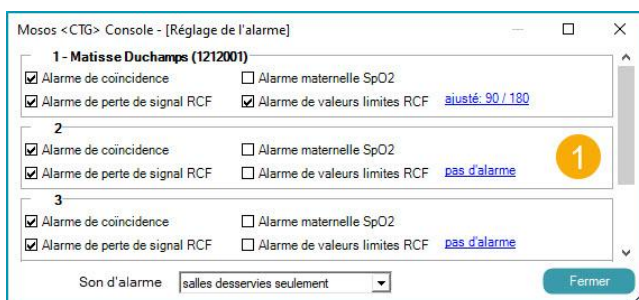 Mosos <CTG> Console - [Réglage de l'alarme]
1 - Matisse Duchamps (1212001)
Alarme de coïncidence Alarme maternelle SpO2
Alarme de perte de signal RCF Alarme de valeurs limites RCF ajusté: 90 / 180
2
Alarme de coïncidence Alarme maternelle SpO2
1
Alarme de perte de signal RCF Alarme de valeurs limites RCF pas d'alarme
3
Alarme de coïncidence Alarme maternelle SpO2
Alarme de perte de signal RCF Alarme de valeurs limites RCF pas d'alarme
Son d'alarme salles desservies seulement Fermer